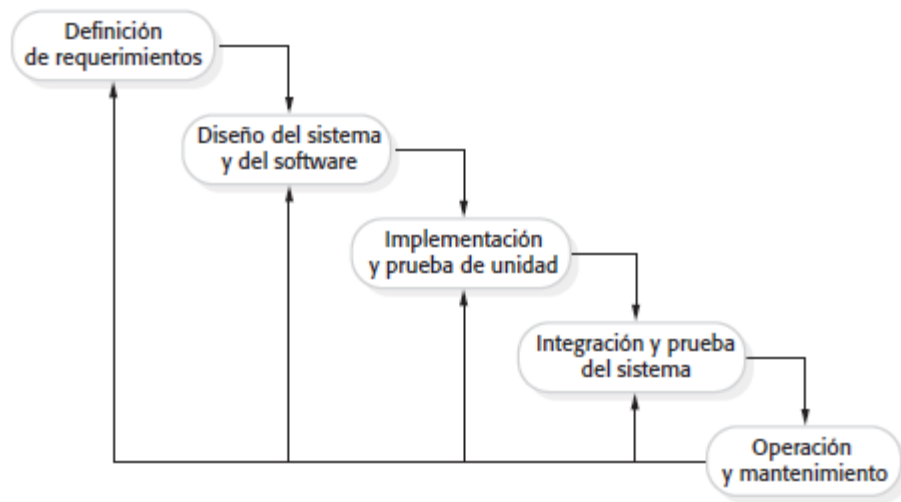 Definición
de requerimientos
Diseño del sistema
y del software
Implementación
y prueba de unidad
Integración y prueba
del sistema
Operación
y mantenimiento